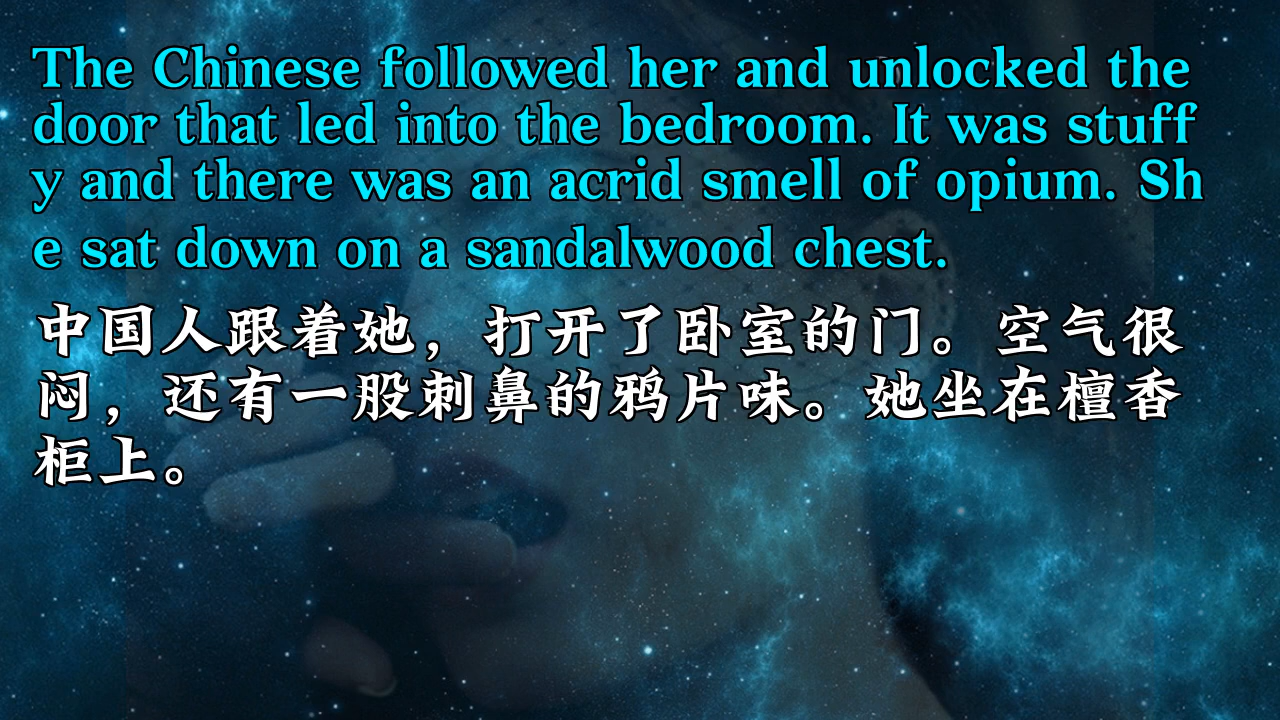 The Chinese followed her and unlocked the
door that led into the bedroom. It was stuff
y and there was an acrid smell of opium. Sh
e sat down on a sandalwood chest.
中国人跟着她，打开了卧室的门。空气很
闷，还有一股刺鼻的鸦片味。她坐在檀香
柜上。